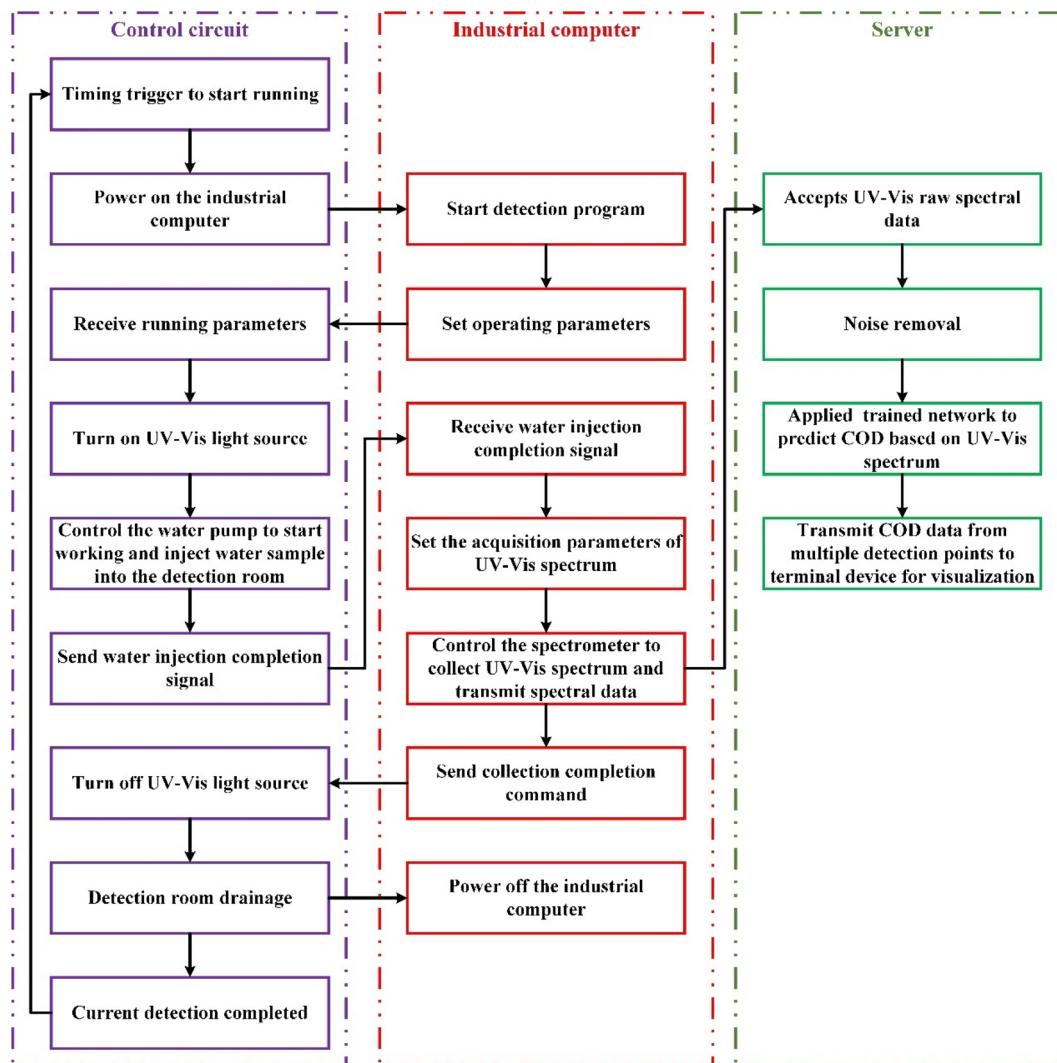 Control circuit
Timing trigger to start running
Power on the industrial
computer
Receive running parameters
Turn on UV-Vis light source
Control the water pump to start
working and inject water sample
into the detection room
Send water injection completion
signal
Turn off UV-Vis light source
Detection room drainage
Current detection completed
Industrial computer
Start detection program
Set operating parameters
Receive water injection
completion signal
Set the acquisition parameters of
UV-Vis spectrum
Control the spectrometer to
collect UV-Vis spectrum and
transmit spectral data
Send collection completion
command
Power off the industrial
computer
Server
Accepts UV-Vis raw spectral
data
Noise removal
Applied trained network to
predict COD based on UV-Vis
spectrum
Transmit COD data from
multiple detection points to
terminal device for visualization